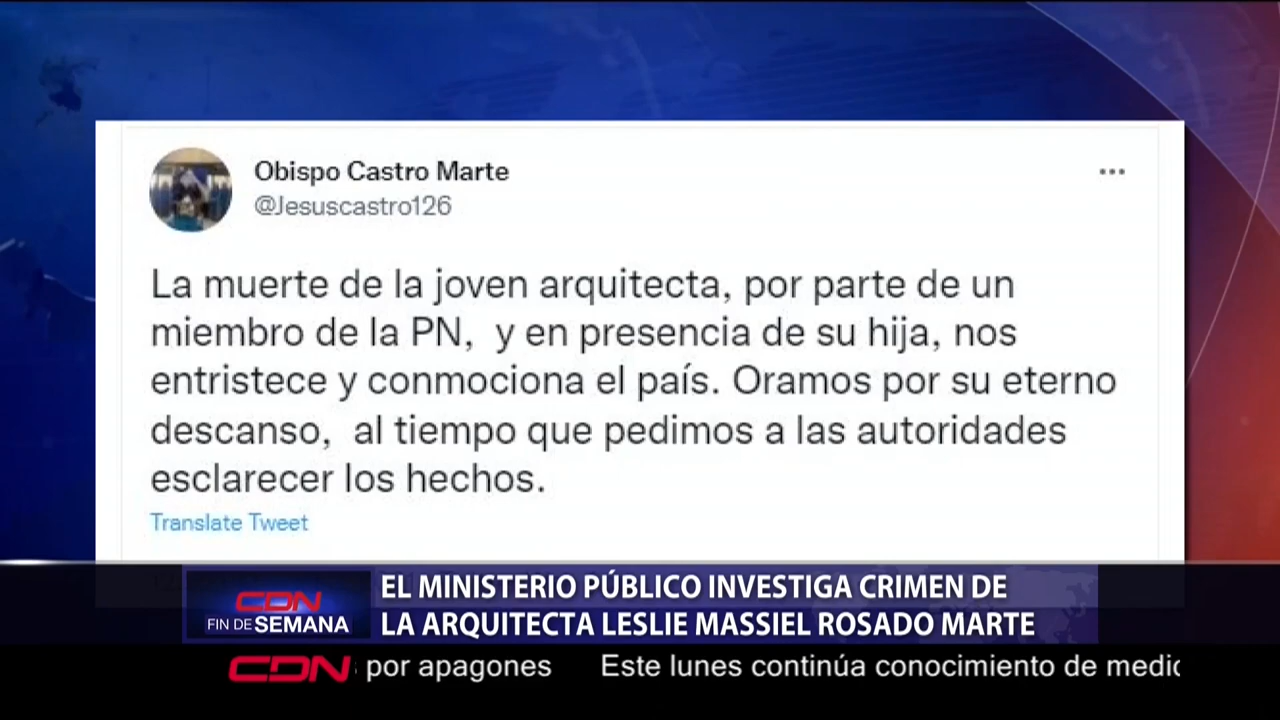 Obispo Castro Marte
@Jesuscastro126
La muerte de la joven arquitecta, por parte de un
miembro de la PN,  y en presencia de su hija, nos
entristece y conmociona el país. Oramos por su eterno
descanso,  al tiempo que pedimos a las autoridades
esclarecer los hechos.
Translate Tweet
CDN
FIN DE SEMANA
EL MINISTERIO PÚBLICO INVESTIGA CRIMEN DE
LA ARQUITECTA LESLIE MASSIEL ROSADO MARTE
CDN por apagones Este lunes continúa conocimiento de